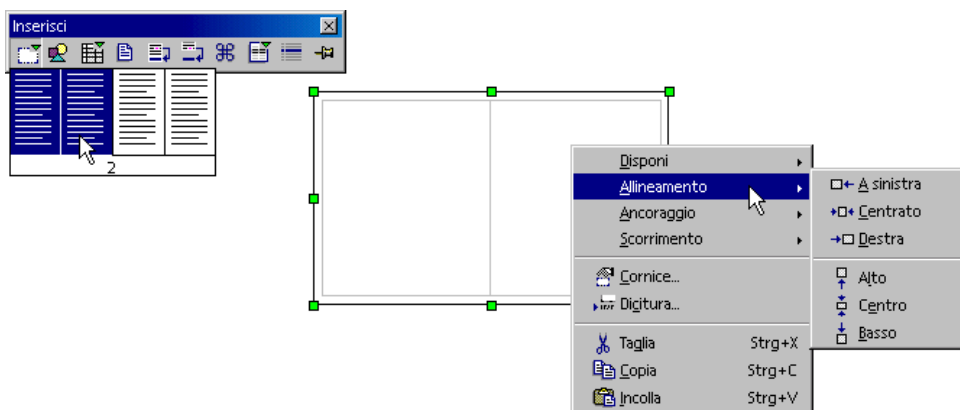 Inserisci
2
Disponi
Allineamento
Ancoraggio
Scorrimento
Cornice...
Dicitura...
Taglia Strg+X
Copia Strg+C
Incolla Strg+V
A sinistra
Centrato
Destra
Alto
Centro
Basso